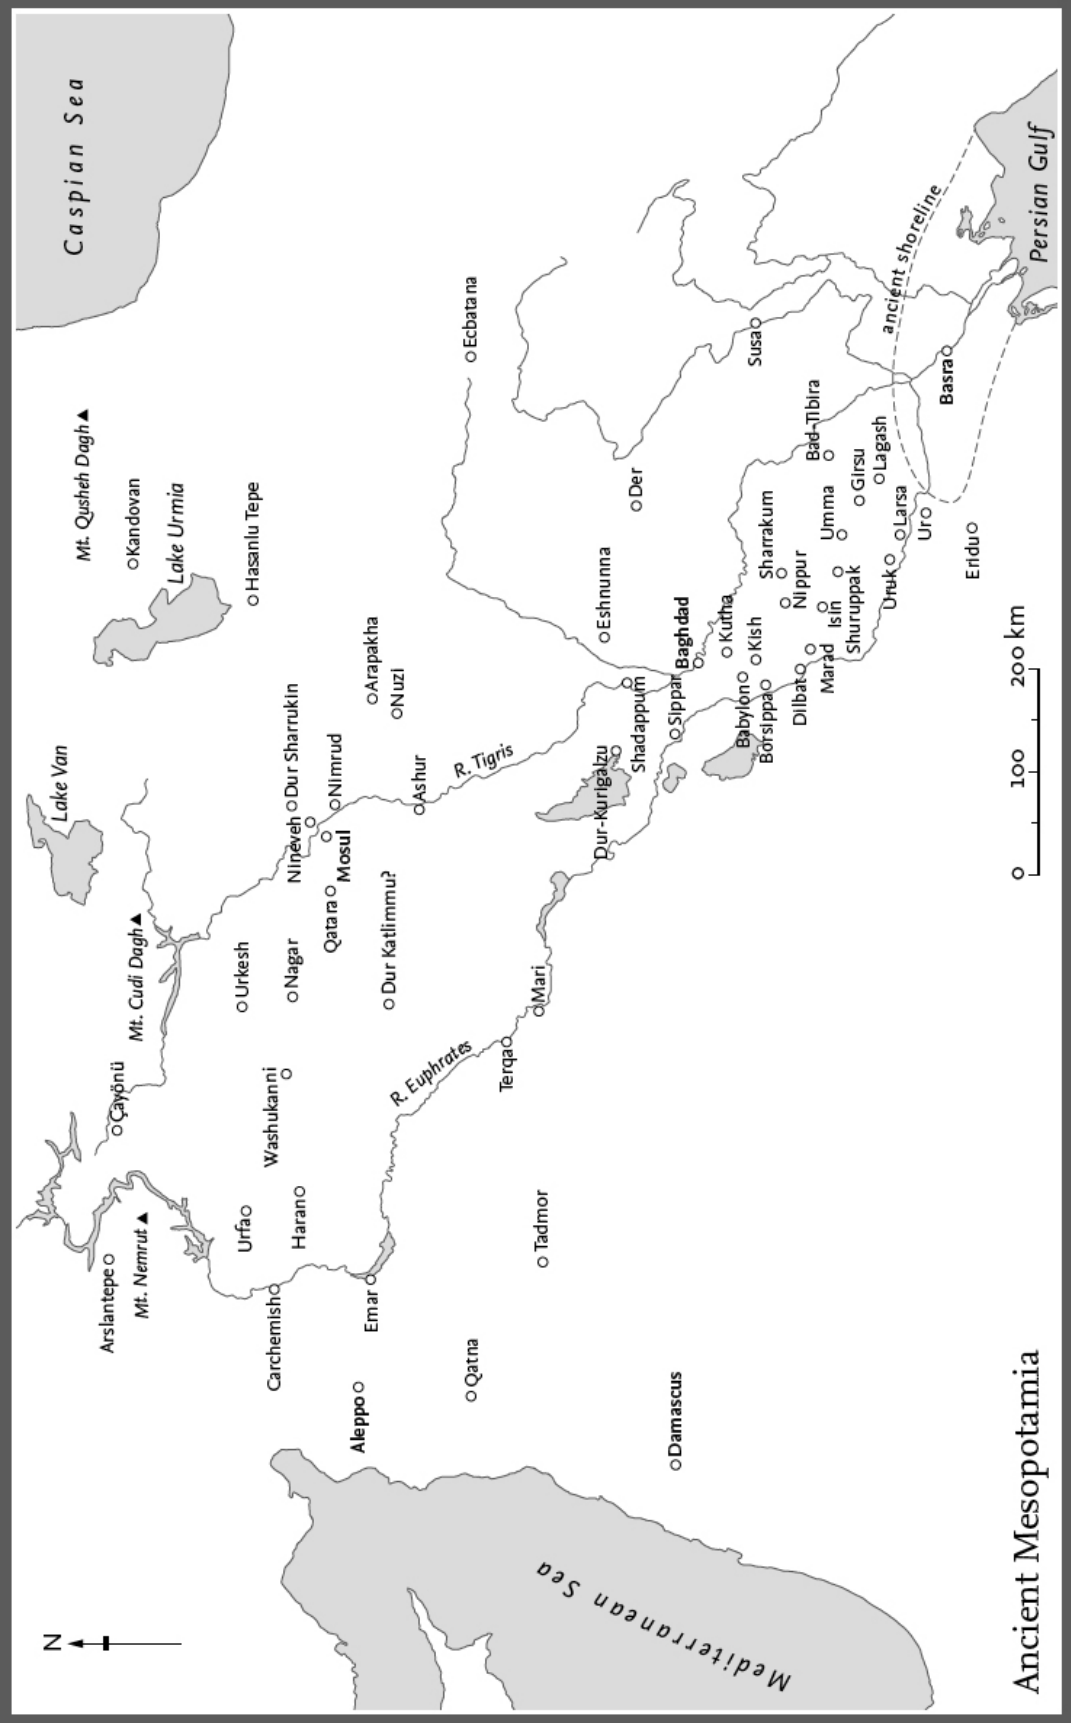 N
Caspian Sea
Mt. Qusheh Dagh
Kandovan
Lake Urmia
Lake Van
Hasanlu Tepe
Mt. Cudi Dagh
Çayönü
Arslantepe
Mt. Nemrut
Urkesh
Nagar
Washukanni
Urfa
Haran
Carchemish
Emar
Aleppo
Qatna
Tadmor
Damascus
Mediterranean Sea
Dur Sharrukin
Nineveh
Nimrud
Mosul
Qatara
Dur Katlimmu?
Ashur
Arapakha
Nuzi
R. Tigris
R. Euphrates
Terqa
Mari
Ecbatana
Der
Eshnunna
Shadappum
Dur-Kurigalzu
Sippar
Baghdad
Kutha
Kish
Babylon
Borsippa
Dilbat
Marad
Isin
Nippur
Sharrakum
Shuruppak
Umma
Bad-Tibira
Girsu
Lagash
Larsa
Uruk
Ur
Eridu
Susa
Basra
ancient shoreline
Persian Gulf
0 100 200 km
Ancient Mesopotamia